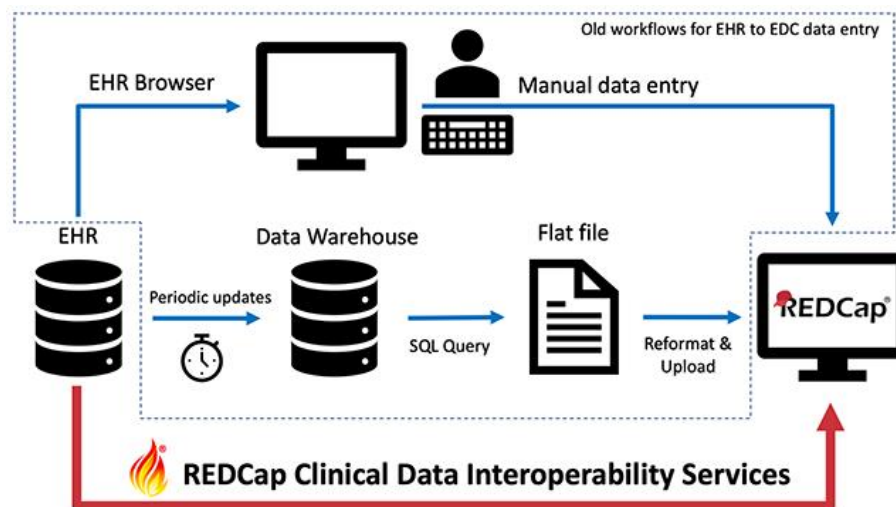 Old workflows for EHR to EDC data entry
EHR Browser
Manual data entry
EHR
Data Warehouse
Flat file
Periodic updates
SQL Query
Reformat &
Upload
REDCap®
® REDCap Clinical Data Interoperability Services